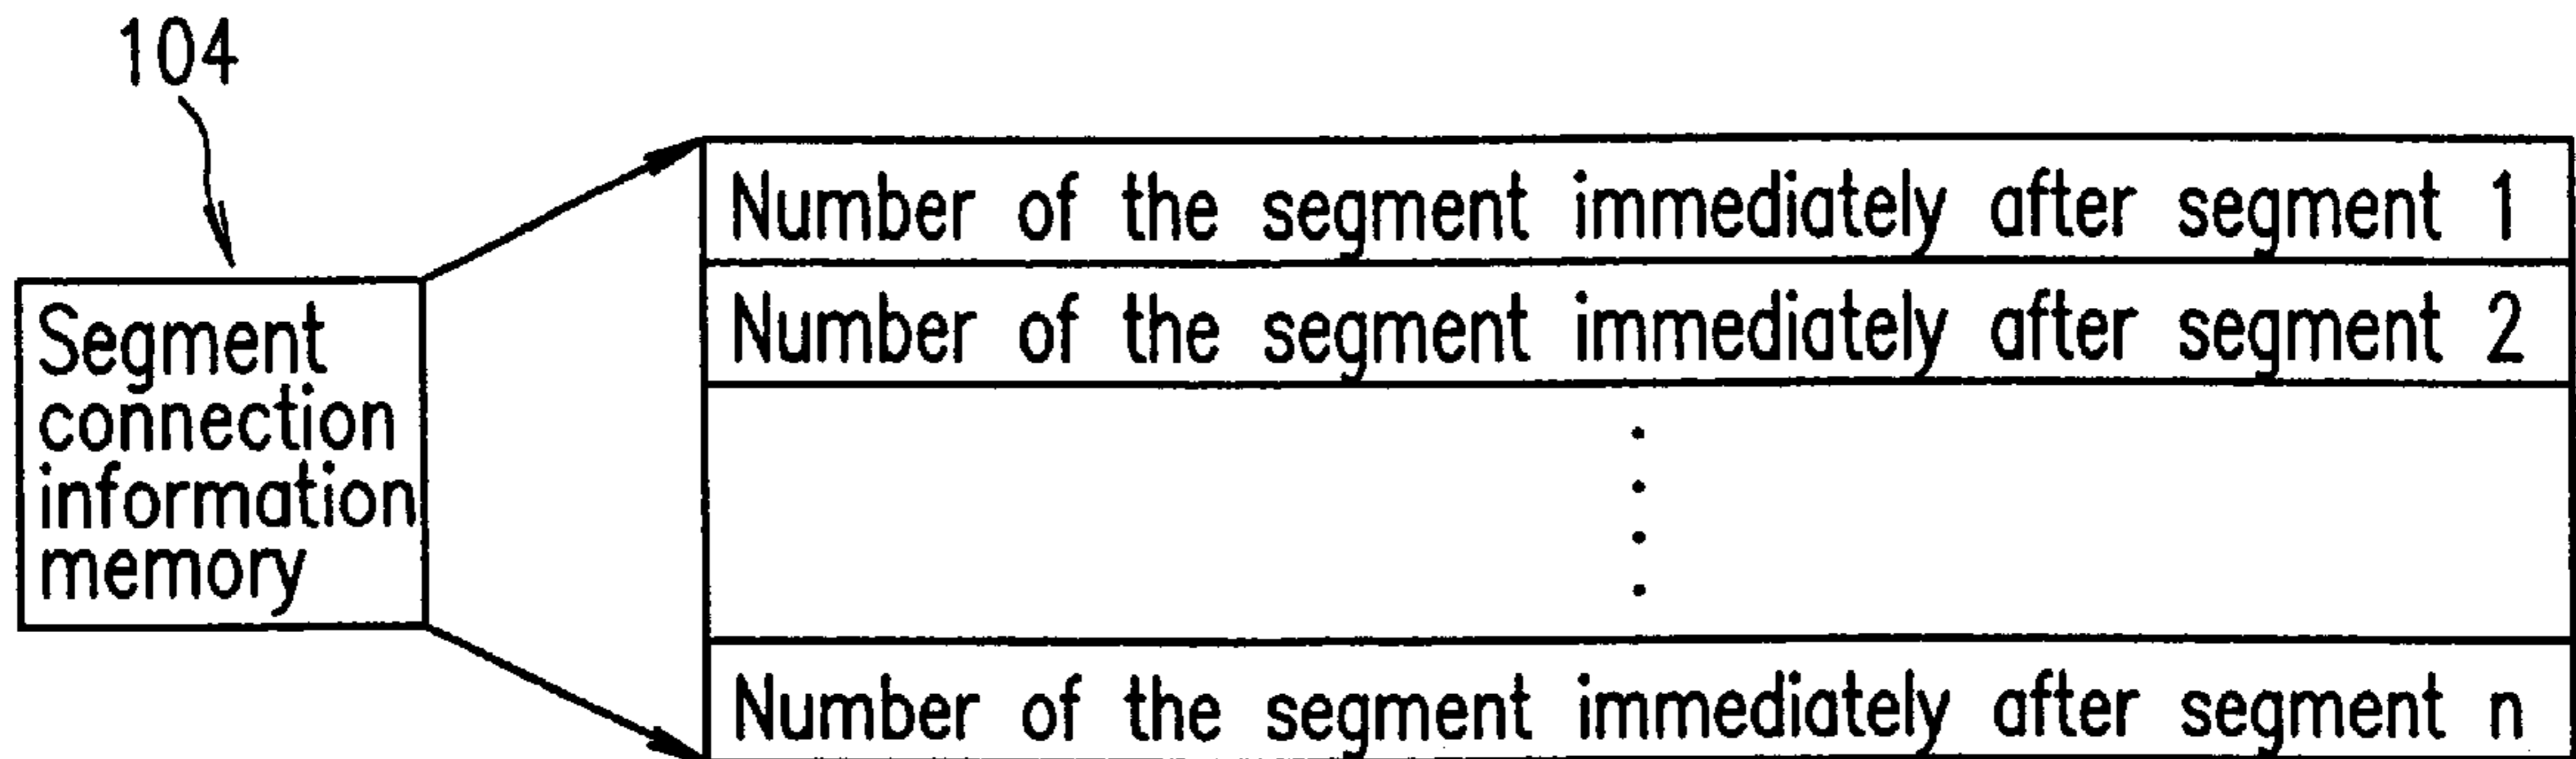 104
Segment
connection
information
memory
Number of the segment immediately after segment 1
Number of the segment immediately after segment 2
Number of the segment immediately after segment n